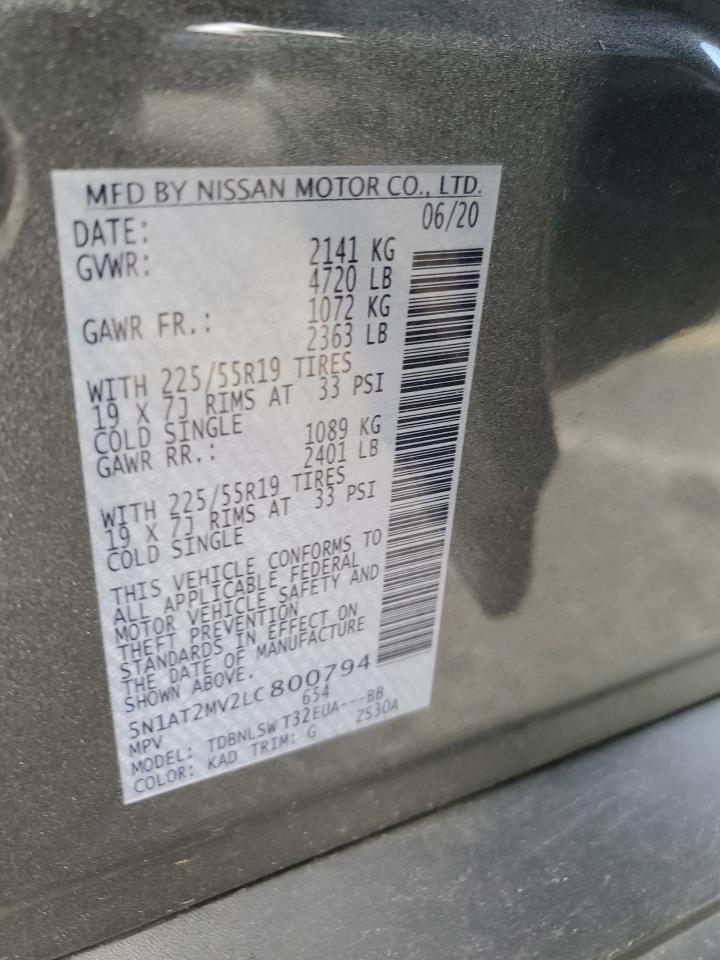 MFD BY NISSAN MOTOR CO., LTD.
DATE: 06/20
GVWR: 2141 KG
4720 LB
GAWR FR.: 1072 KG
2363 LB
WITH 225/55R19 TIRES
19 X 7J RIMS AT 33 PSI
COLD SINGLE
GAWR RR.: 1089 KG
2401 LB
WITH 225/55R19 TIRES
19 X 7J RIMS AT 33 PSI
COLD SINGLE
THIS VEHICLE CONFORMS TO
ALL APPLICABLE FEDERAL
MOTOR VEHICLE SAFETY AND
THEFT PREVENTION
STANDARDS IN EFFECT ON
THE DATE OF MANUFACTURE
SHOWN ABOVE.
5N1AT2MV2LC800794
MPV 654
MODEL: TDBNLSW T32EUA---BB
COLOR: KAD TRIM: G ZS30A